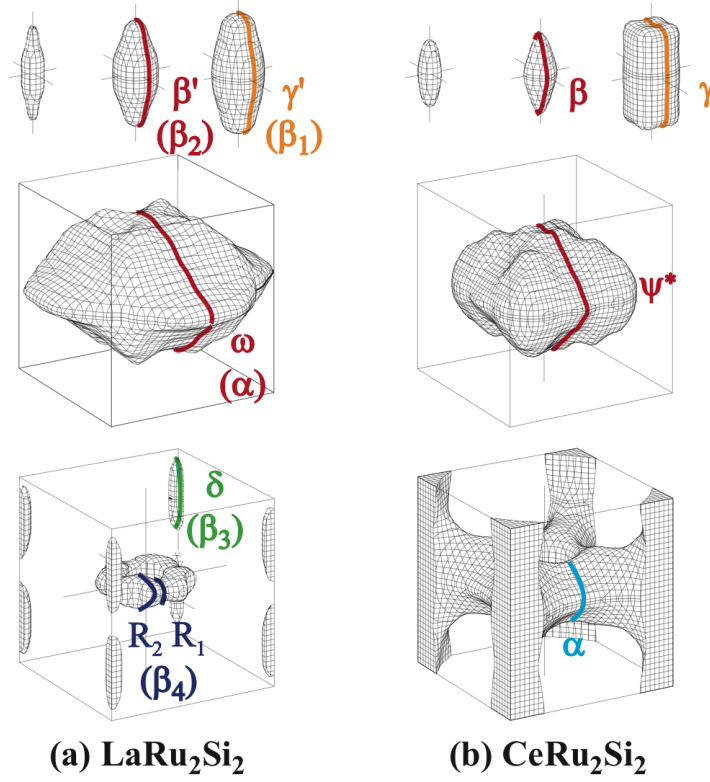 β' γ' β γ
(β₂) (β₁)
ω ψ*
(α)
δ
(β₃)
R₂ R₁ α
(β₄)
(a) LaRu₂Si₂ (b) CeRu₂Si₂